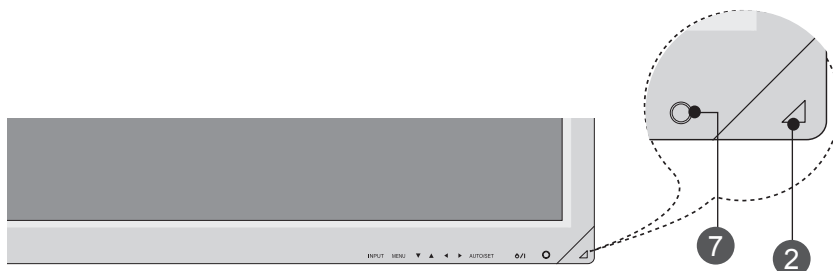 INPUT MENU ▼ ▲ ◄ ► AUTO/SET ⏻/I
7
2